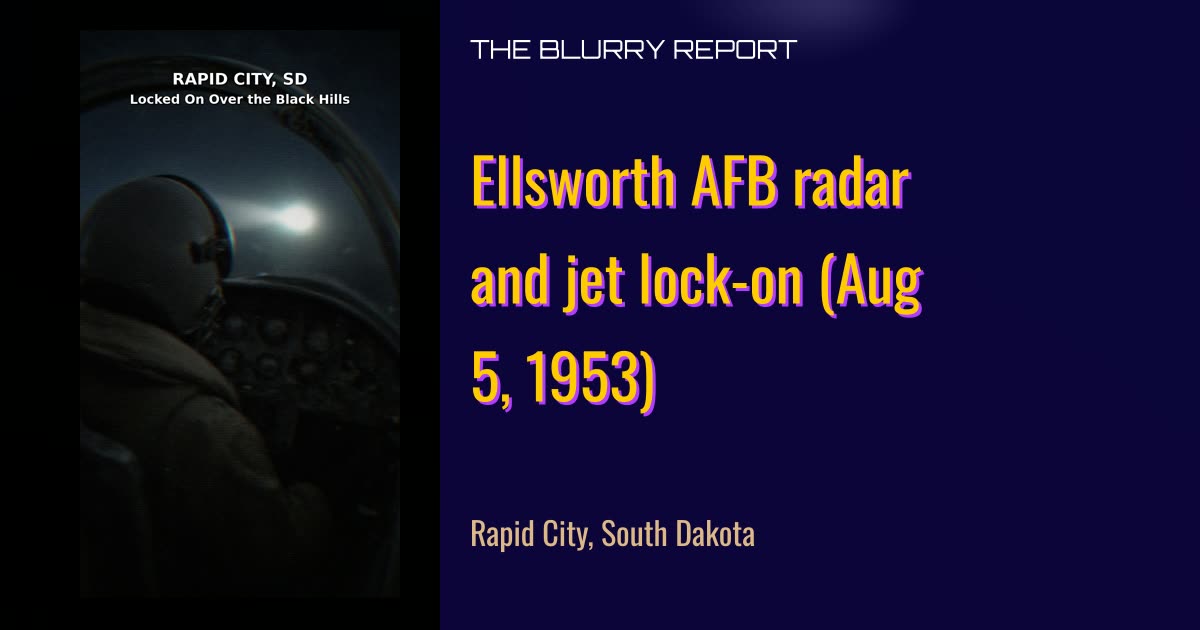 RAPID CITY, SD
Locked On Over the Black Hills
THE BLURRY REPORT
Ellsworth AFB radar
and jet lock-on (Aug
5, 1953)
Rapid City, South Dakota